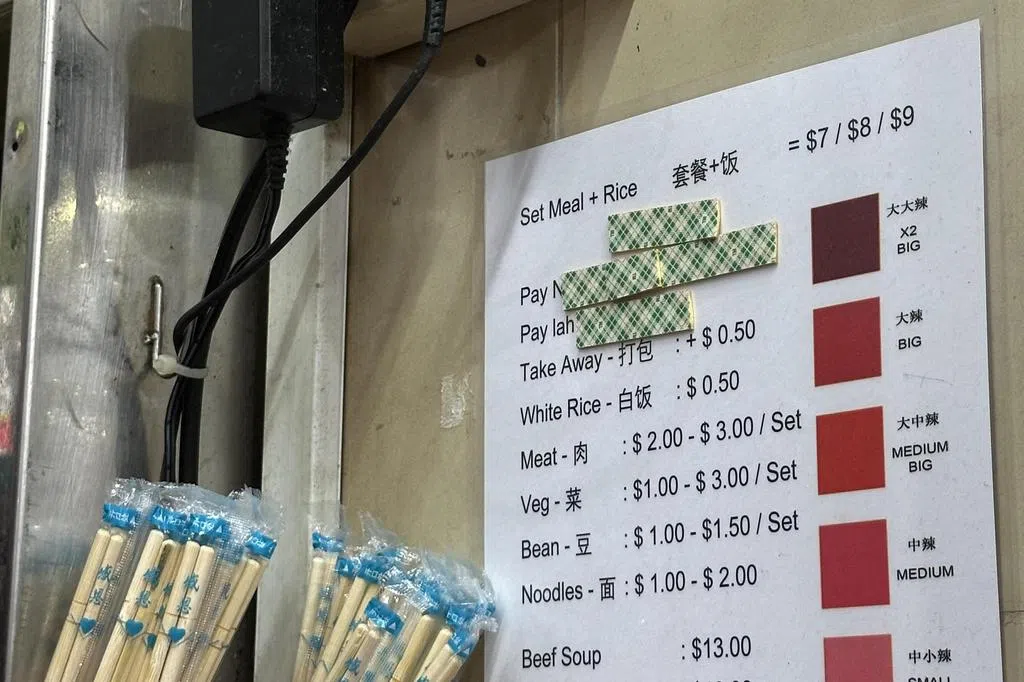 Set Meal + Rice 套餐+饭 = $7 / $8 / $9
Pay
Pay lah
Take Away - 打包 : + $ 0.50
White Rice - 白饭 : $ 0.50
Meat - 肉 : $ 2.00 - $ 3.00 / Set
Veg - 菜 : $1.00 - $ 3.00 / Set
Bean - 豆 : $ 1.00 - $1.50 / Set
Noodles - 面 : $ 1.00 - $ 2.00
Beef Soup : $13.00
大大辣
X2
BIG
大辣
BIG
大中辣
MEDIUM
BIG
中辣
MEDIUM
中小辣
SMALL